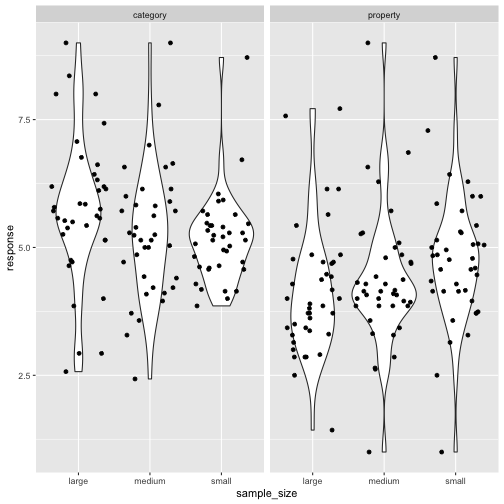 category property
response
7.5
5.0
2.5
large medium small large medium small
sample_size